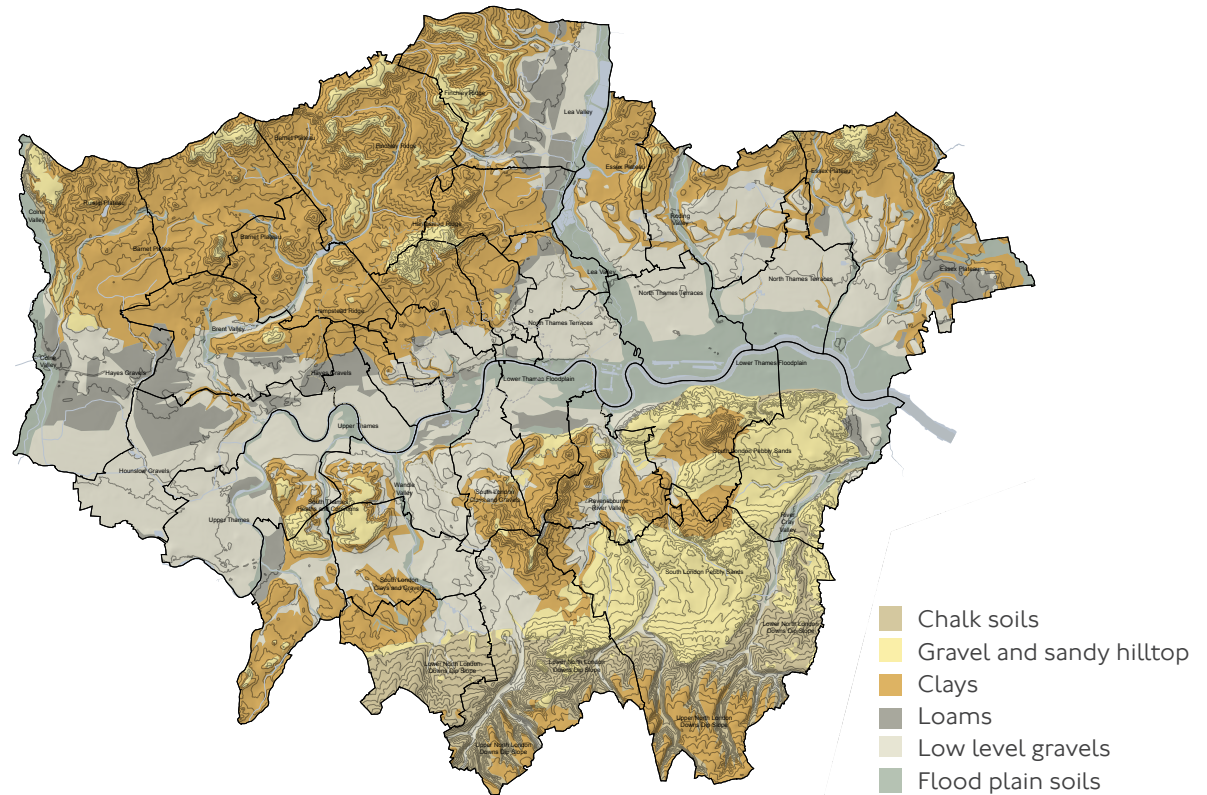 Finchley Ridge
Lea Valley
Barnet Plateau
Finchley Ridge
Essex Plateau
Essex Plateau
Ruislip Plateau
Colne
Valley
Roding
Valley
Hampstead Ridge
Barnet Plateau
Barnet Plateau
Lea Valley
Essex Plateau
North Thames Terraces
North Thames Terraces
Hampstead Ridge
North Thames Terraces
Brent Valley
Colne
Valley
Hayes Gravels
Hayes Gravels
Lower Thames Floodplain
Lower Thames Floodplain
Upper Thames
South London Pebbly Sands
Hounslow Gravels
Wandle
Valley
South London
Clays and Gravels
Ravensbourne
River Valley
Upper Thames
River
Cray
Valley
South London Pebbly Sands
South London
Clays and Gravels
Lower North London
Downs Dip Slope
Lower North London
Downs Dip Slope
Lower North London
Downs Dip Slope
Upper North London
Downs Dip Slope
Upper North London
Downs Dip Slope
Chalk soils
Gravel and sandy hilltop
Clays
Loams
Low level gravels
Flood plain soils